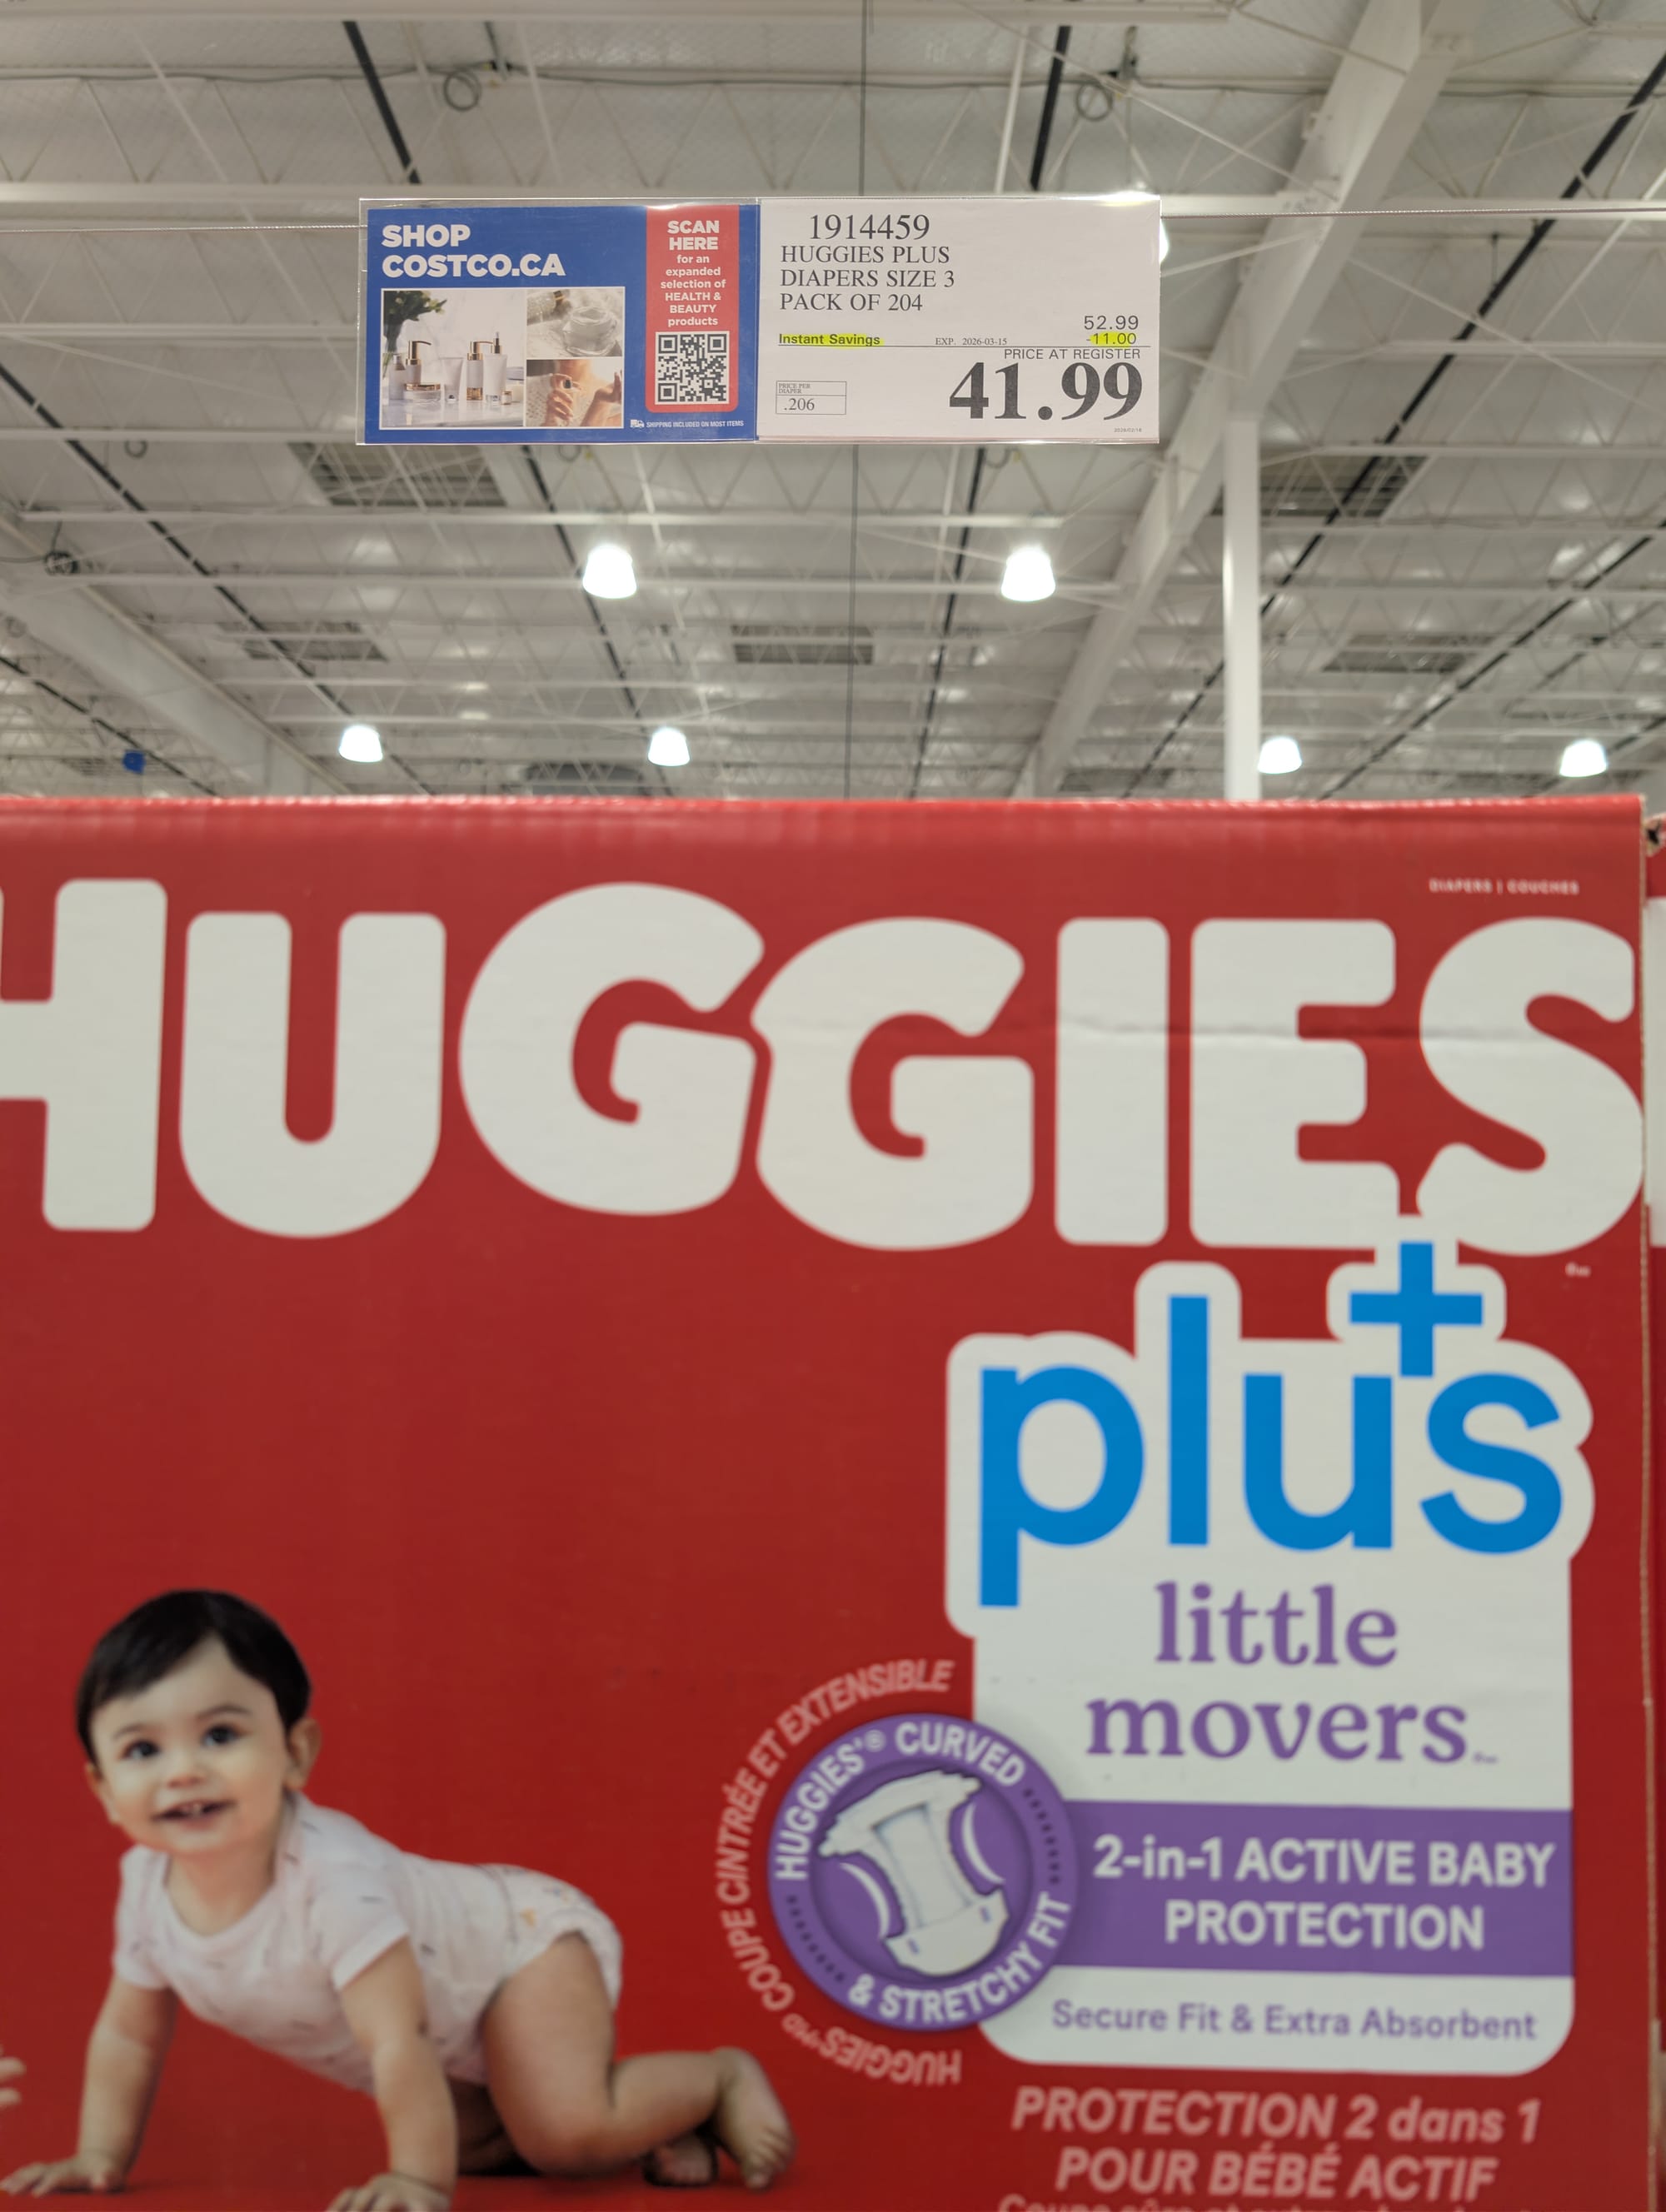 SHOP
COSTCO.CA
SCAN
HERE
for an
expanded
selection of
HEALTH &
BEAUTY
products
SHIPPING INCLUDED ON MOST ITEMS
1914459
HUGGIES PLUS
DIAPERS SIZE 3
PACK OF 204
52.99
Instant Savings EXP. 2026-03-15 -11.00
PRICE AT REGISTER
41.99
PRICE PER
DIAPER
.206
DIAPERS | COUCHES
HUGGIES
plus+
little
movers
HUGGIES® CURVED
& STRETCHY FIT
COUPE CINTRÉE ET EXTENSIBLE
HUGGIES
2-in-1 ACTIVE BABY
PROTECTION
Secure Fit & Extra Absorbent
PROTECTION 2 dans 1
POUR BÉBÉ ACTIF